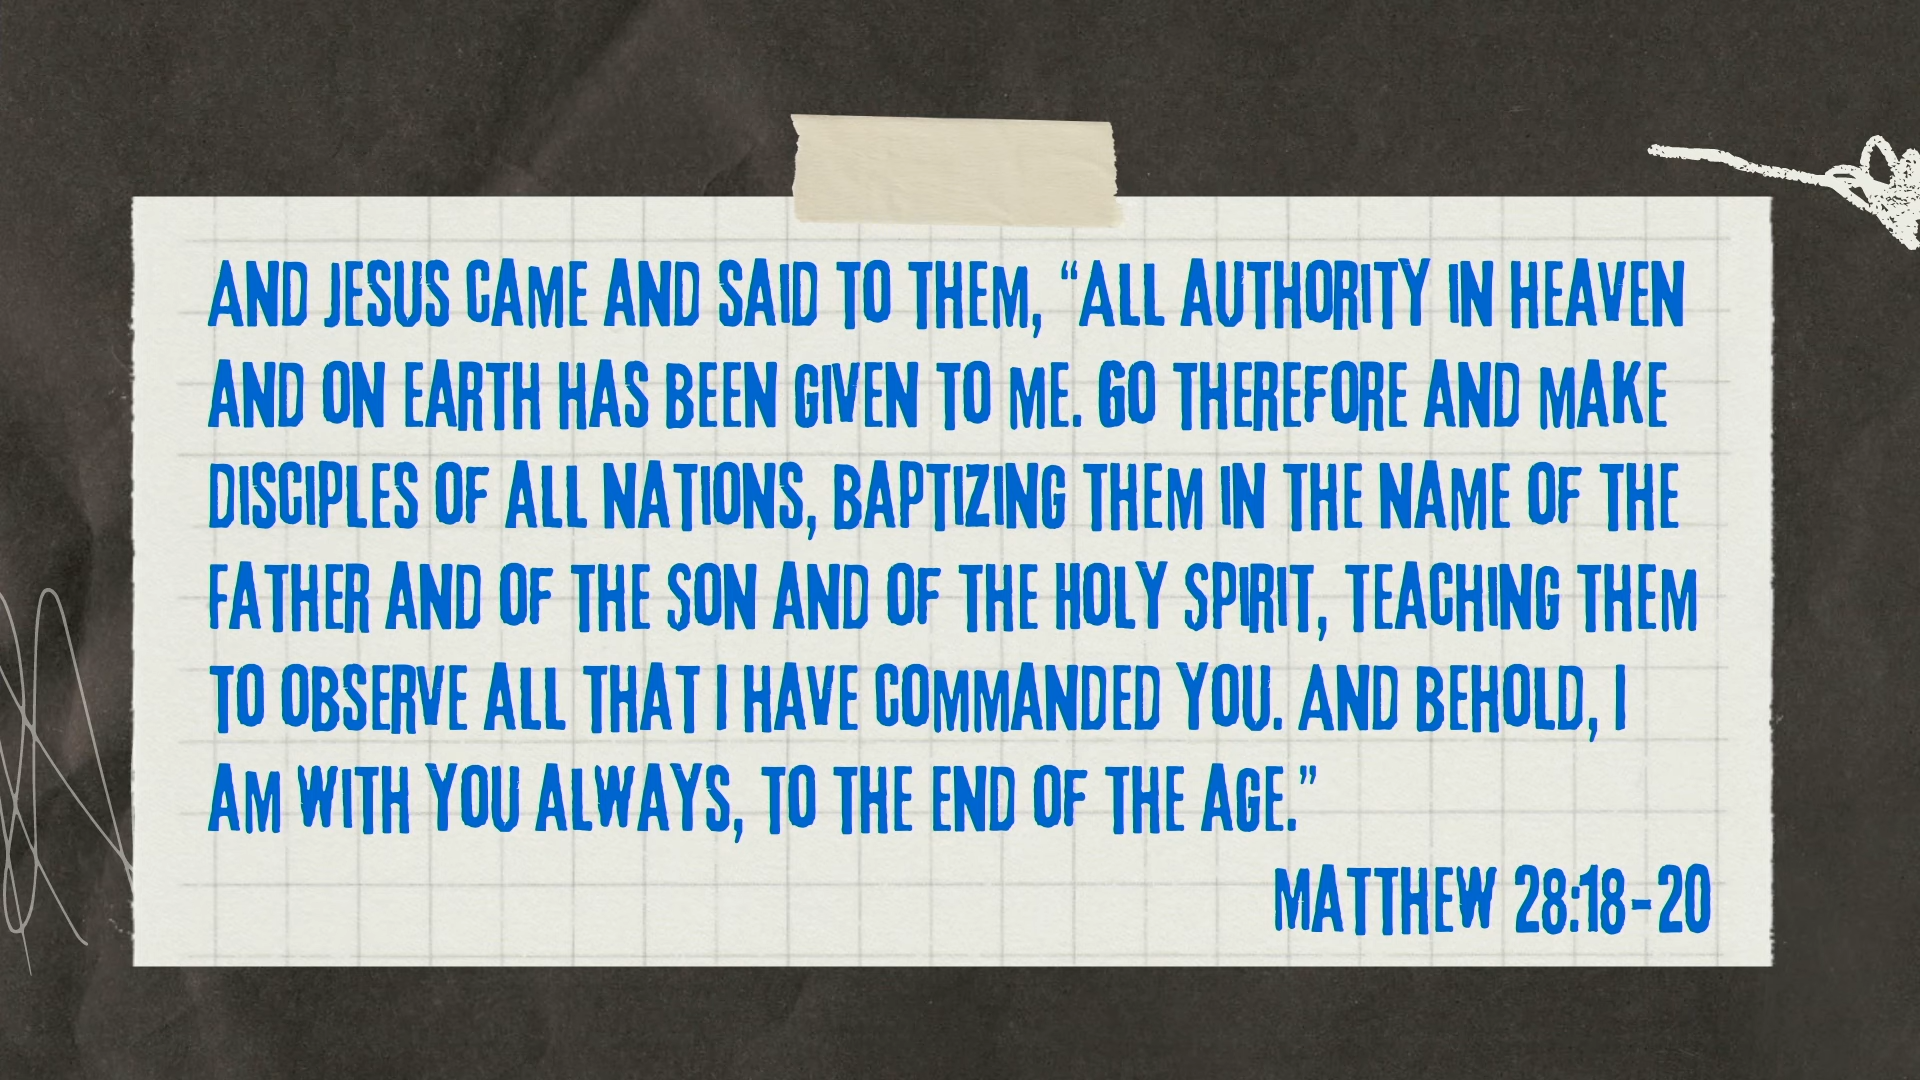 AND JESUS CAME AND SAID TO THEM, “ALL AUTHORITY IN HEAVEN
AND ON EARTH HAS BEEN GIVEN TO ME. GO THEREFORE AND MAKE
DISCIPLES OF ALL NATIONS, BAPTIZING THEM IN THE NAME OF THE
FATHER AND OF THE SON AND OF THE HOLY SPIRIT, TEACHING THEM
TO OBSERVE ALL THAT I HAVE COMMANDED YOU. AND BEHOLD, I
AM WITH YOU ALWAYS, TO THE END OF THE AGE.”
MATTHEW 28:18-20